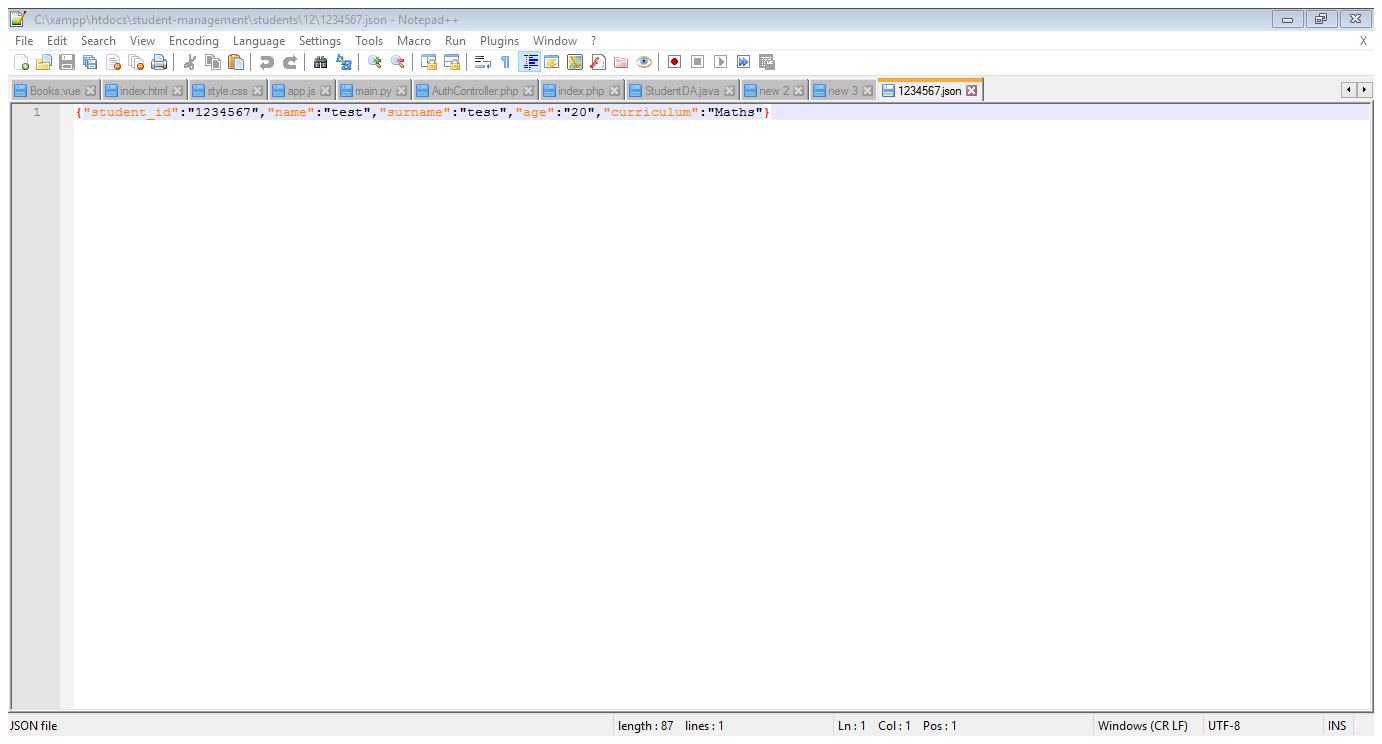 C:\xampp\htdocs\student-management\students\12\1234567.json - Notepad++
File Edit Search View Encoding Language Settings Tools Macro Run Plugins Window ? X
Books.vue index.html style.css app.js main.py AuthController.php index.php StudentDA.java new 2 new 3 1234567.json
1 {"student_id":"1234567","name":"test","surname":"test","age":"20","curriculum":"Maths"}
JSON file length : 87 lines : 1 Ln : 1 Col : 1 Pos : 1 Windows (CR LF) UTF-8 INS